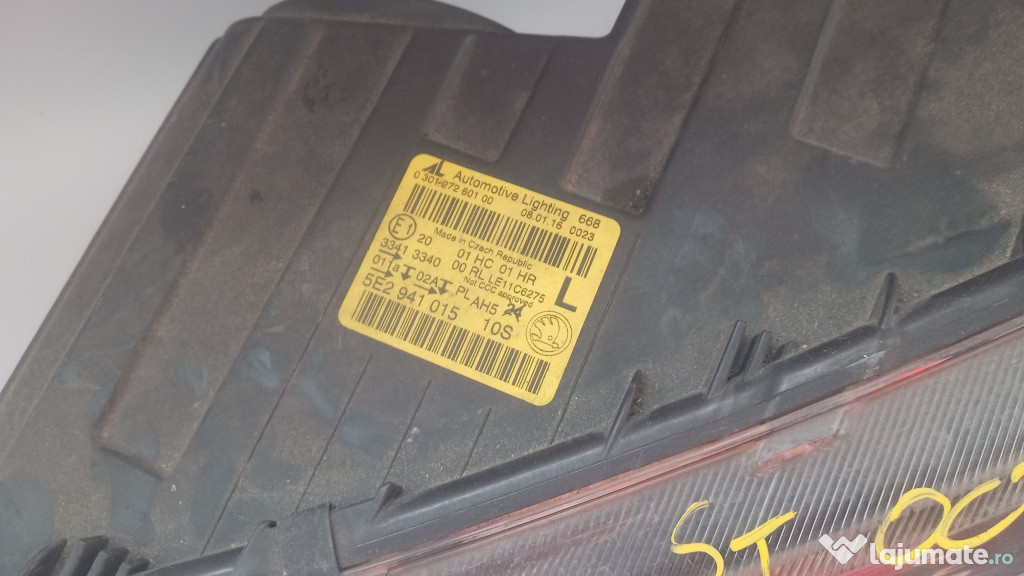 AL Automotive Lighting 668
0 301-272 601 00 08.01.16 0023
Made in Czech Republic
E1 20 01 HC 01 HR
3341 3340 00 RL LE11C6275
Not CCC approved
01 02A PL AH5
5E2 941 015 10S
L
ST OC
lajumate.ro